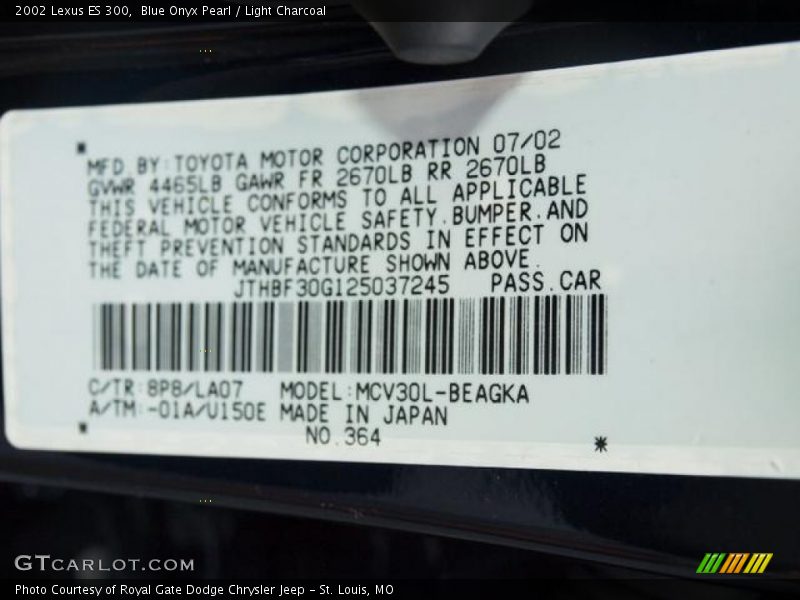 2002 Lexus ES 300, Blue Onyx Pearl / Light Charcoal
MFD BY:TOYOTA MOTOR CORPORATION 07/02
GVWR 4465LB GAWR FR 2670LB RR 2670LB
THIS VEHICLE CONFORMS TO ALL APPLICABLE
FEDERAL MOTOR VEHICLE SAFETY.BUMPER.AND
THEFT PREVENTION STANDARDS IN EFFECT ON
THE DATE OF MANUFACTURE SHOWN ABOVE.
JTHBF30G125037245 PASS.CAR
C/TR:8P8/LA07 MODEL:MCV30L-BEAGKA
A/TM:-01A/U150E MADE IN JAPAN
NO.364
GTCARLOT.COM
Photo Courtesy of Royal Gate Dodge Chrysler Jeep - St. Louis, MO